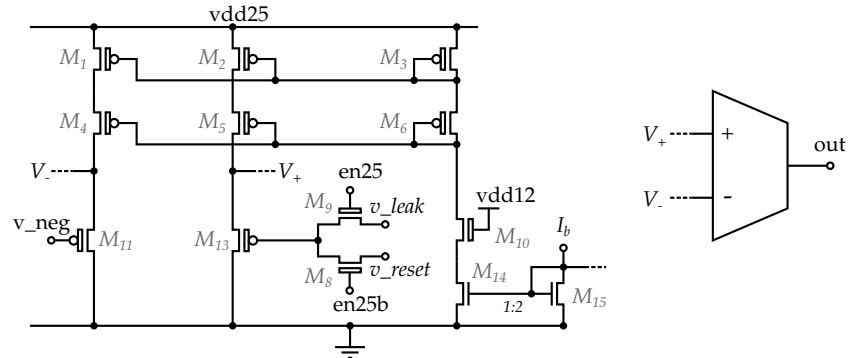 vdd25
M1 M2 M3
M4 M5 M6
V- V+
en25
M9 v_leak
vdd12
v_neg
M11 M13 M10
Ib
v_reset
M8
en25b
M14
1:2
M15
V+ + out
V- -